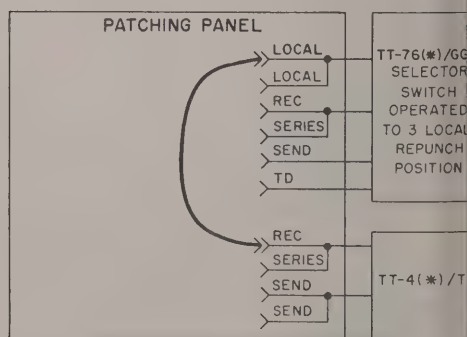 PATCHING PANEL
LOCAL
LOCAL
REC
SERIES
SEND
TD
TT-76(*)/GG
SELECTOR
SWITCH
OPERATED
TO 3 LOCAL
REPUNCH
POSITION
REC
SERIES
SEND
SEND
TT-4(*)/T